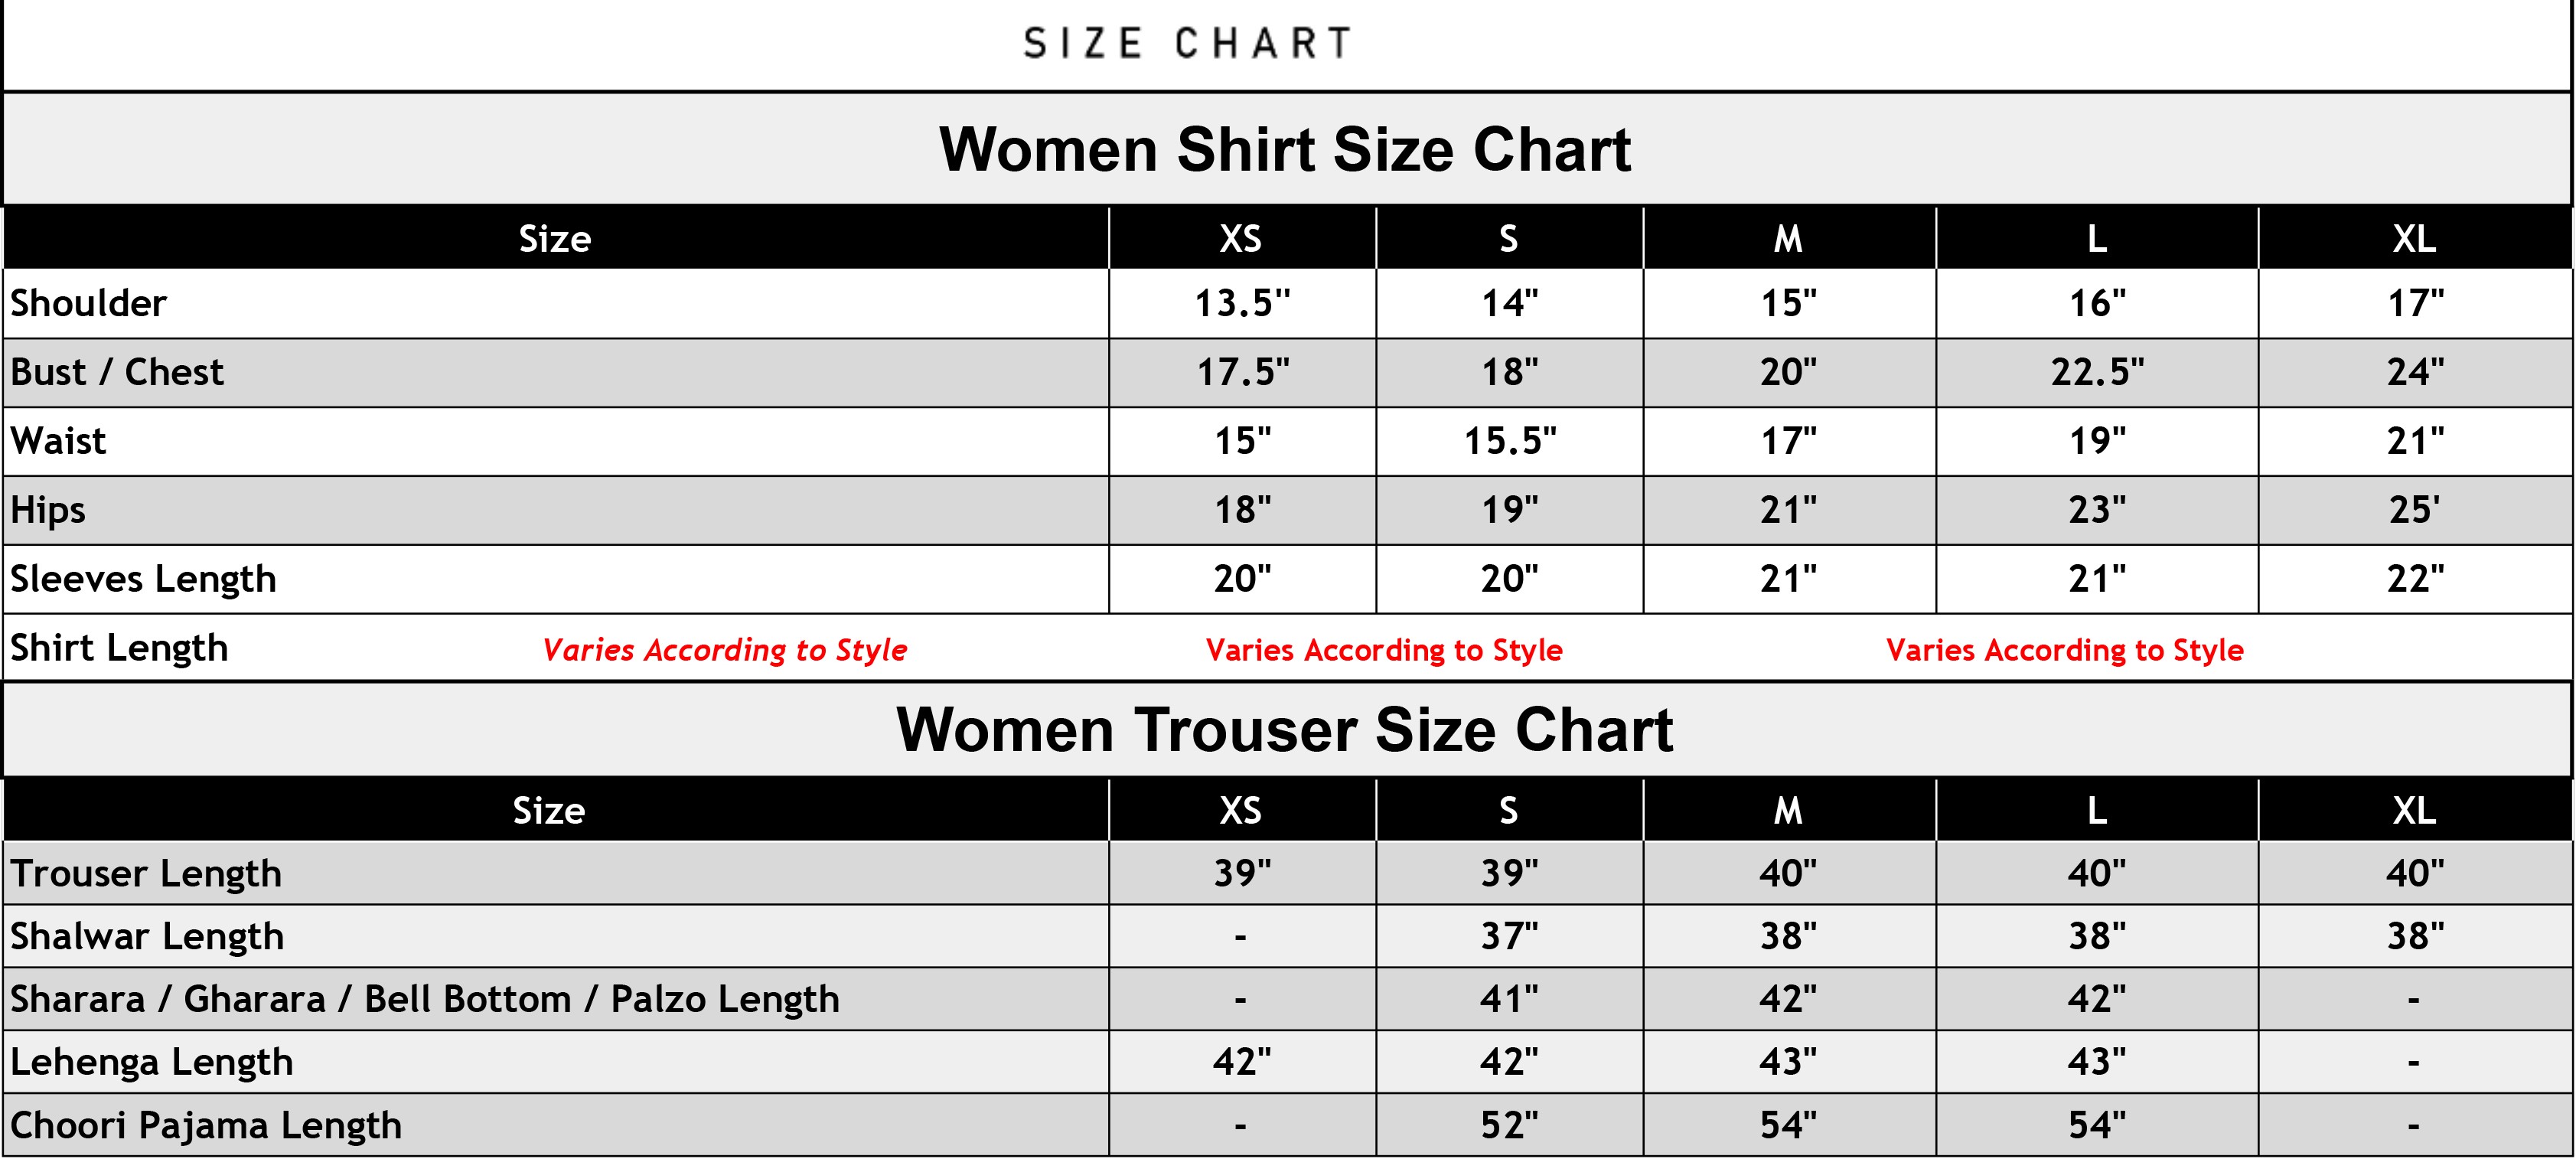 SIZE CHART
Women Shirt Size Chart
Size XS S M L XL
Shoulder 13.5" 14" 15" 16" 17"
Bust / Chest 17.5" 18" 20" 22.5" 24"
Waist 15" 15.5" 17" 19" 21"
Hips 18" 19" 21" 23" 25'
Sleeves Length 20" 20" 21" 21" 22"
Shirt Length Varies According to Style Varies According to Style Varies According to Style
Women Trouser Size Chart
Size XS S M L XL
Trouser Length 39" 39" 40" 40" 40"
Shalwar Length - 37" 38" 38" 38"
Sharara / Gharara / Bell Bottom / Palzo Length - 41" 42" 42" -
Lehenga Length 42" 42" 43" 43" -
Choori Pajama Length - 52" 54" 54" -